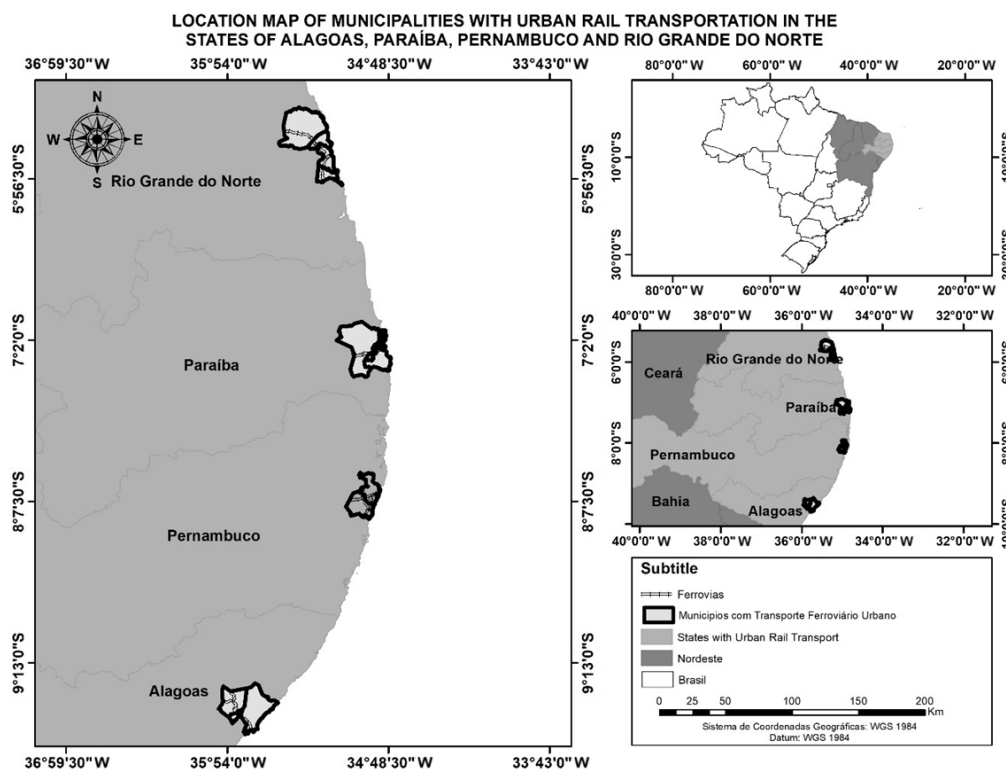 LOCATION MAP OF MUNICIPALITIES WITH URBAN RAIL TRANSPORTATION IN THE
STATES OF ALAGOAS, PARAÍBA, PERNAMBUCO AND RIO GRANDE DO NORTE
36°59'30"W 35°54'0"W 34°48'30"W 33°43'0"W
N
W E
S
Rio Grande do Norte
Paraíba
Pernambuco
Alagoas
5°56'30"S
7°2'0"S
8°7'30"S
9°13'0"S
5°56'30"S
7°2'0"S
8°7'30"S
9°13'0"S
36°59'30"W 35°54'0"W 34°48'30"W 33°43'0"W
80°0'0"W 60°0'0"W 40°0'0"W 20°0'0"W
10°0'0"S
30°0'0"S
80°0'0"W 60°0'0"W 40°0'0"W 20°0'0"W
40°0'0"W 38°0'0"W 36°0'0"W 34°0'0"W 32°0'0"W
Rio Grande do Norte
Ceará
Paraíba
Pernambuco
Bahia
Alagoas
6°0'0"S
8°0'0"S
6°0'0"S
8°0'0"S
10°0'0"S
40°0'0"W 38°0'0"W 36°0'0"W 34°0'0"W 32°0'0"W
Subtitle
Ferrovias
Municipios com Transporte Ferroviário Urbano
States with Urban Rail Transport
Nordeste
Brasil
0 25 50 100 150 200
Km
Sistema de Coordenadas Geográficas: WGS 1984
Datum: WGS 1984